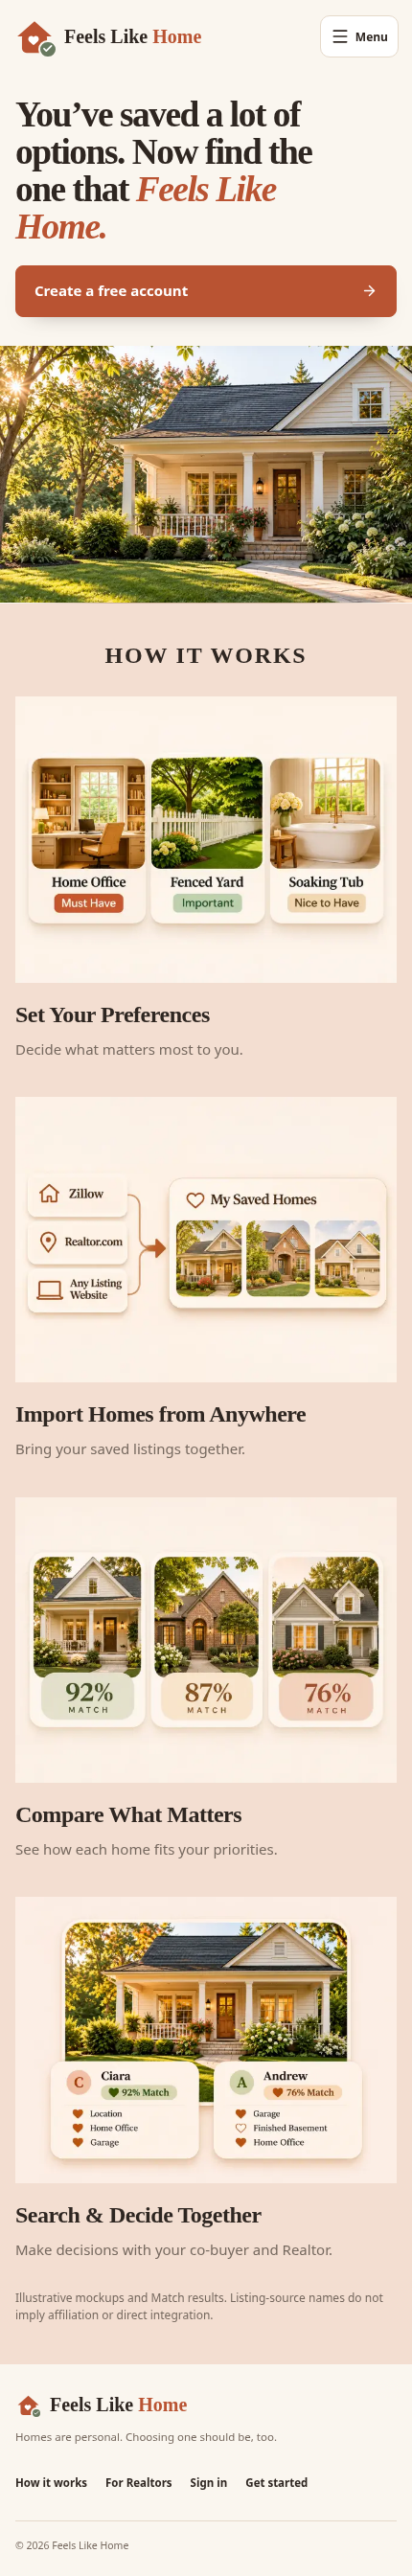 Feels Like Home
Menu
You’ve saved a lot of
options. Now find the
one that Feels Like
Home.
Create a free account
HOW IT WORKS
Home Office
Must Have
Fenced Yard
Important
Soaking Tub
Nice to Have
Set Your Preferences
Decide what matters most to you.
Zillow
Realtor.com
Any Listing
Website
My Saved Homes
Import Homes from Anywhere
Bring your saved listings together.
92%
MATCH
87%
MATCH
76%
MATCH
Compare What Matters
See how each home fits your priorities.
C
Ciara
92% Match
Location
Home Office
Garage
A
Andrew
76% Match
Garage
Finished Basement
Home Office
Search & Decide Together
Make decisions with your co-buyer and Realtor.
Illustrative mockups and Match results. Listing-source names do not
imply affiliation or direct integration.
Feels Like Home
Homes are personal. Choosing one should be, too.
How it works For Realtors Sign in Get started
© 2026 Feels Like Home